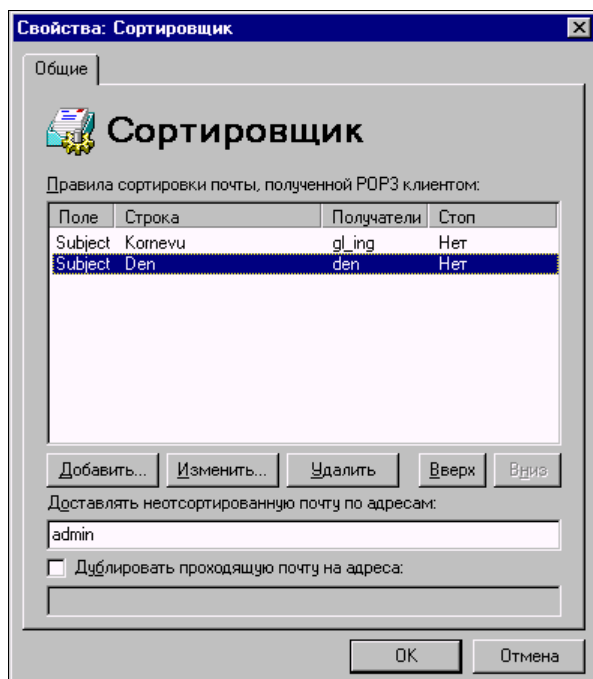 Свойства: Сортировщик
Общие
Сортировщик
Правила сортировки почты, полученной POP3 клиентом:
Поле Строка Получатели Стоп
Subject Kornevu gl_ing Нет
Subject Den den Нет
Добавить... Изменить... Удалить Вверх Вниз
Доставлять неотсортированную почту по адресам:
admin
Дублировать проходящую почту на адреса:
OK Отмена